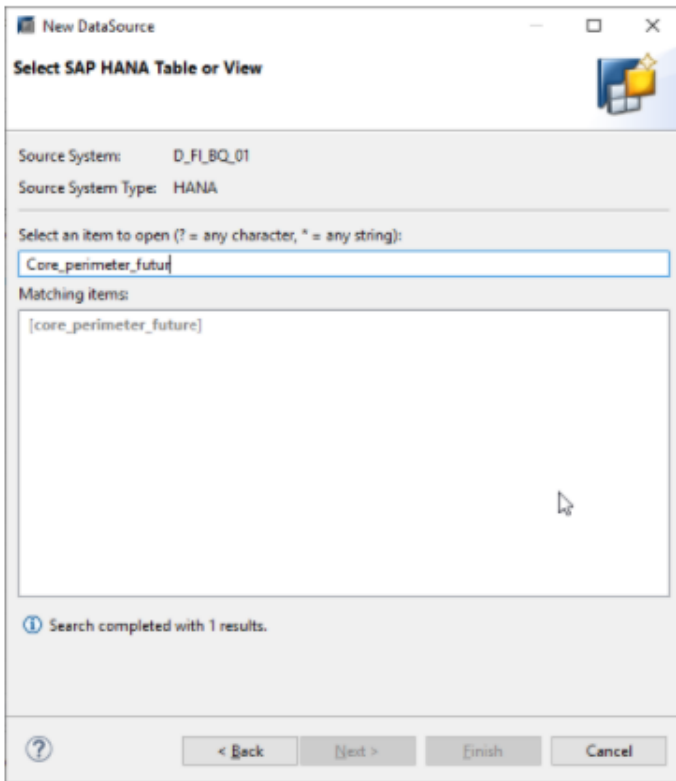 New DataSource
Select SAP HANA Table or View
Source System: D_FI_BQ_01
Source System Type: HANA
Select an item to open (? = any character, * = any string):
Core_perimeter_futur
Matching items:
[core_perimeter_future]
Search completed with 1 results.
? < Back Next > Finish Cancel